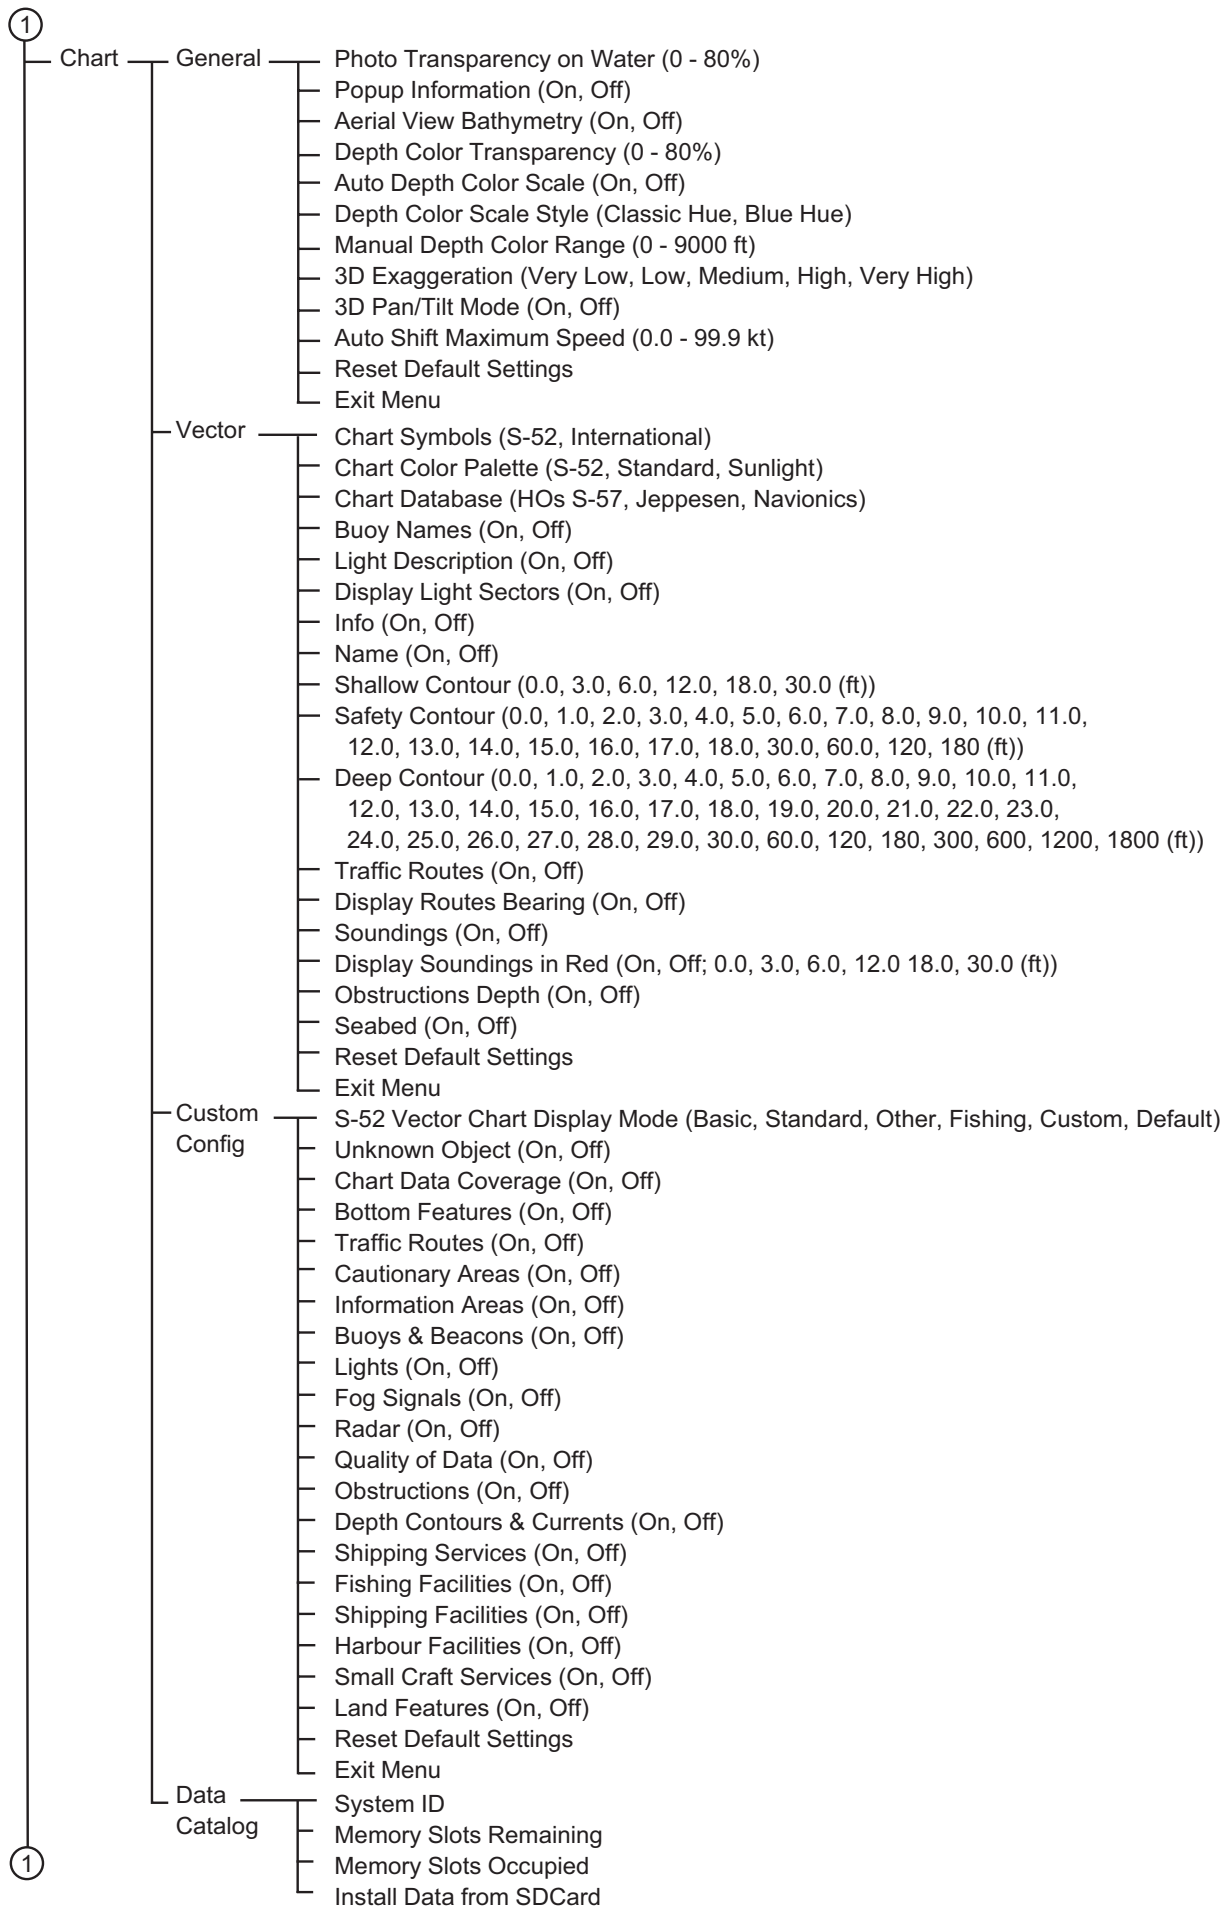 1
Chart General Photo Transparency on Water (0 - 80%)
Popup Information (On, Off)
Aerial View Bathymetry (On, Off)
Depth Color Transparency (0 - 80%)
Auto Depth Color Scale (On, Off)
Depth Color Scale Style (Classic Hue, Blue Hue)
Manual Depth Color Range (0 - 9000 ft)
3D Exaggeration (Very Low, Low, Medium, High, Very High)
3D Pan/Tilt Mode (On, Off)
Auto Shift Maximum Speed (0.0 - 99.9 kt)
Reset Default Settings
Exit Menu
Vector Chart Symbols (S-52, International)
Chart Color Palette (S-52, Standard, Sunlight)
Chart Database (HOs S-57, Jeppesen, Navionics)
Buoy Names (On, Off)
Light Description (On, Off)
Display Light Sectors (On, Off)
Info (On, Off)
Name (On, Off)
Shallow Contour (0.0, 3.0, 6.0, 12.0, 18.0, 30.0 (ft))
Safety Contour (0.0, 1.0, 2.0, 3.0, 4.0, 5.0, 6.0, 7.0, 8.0, 9.0, 10.0, 11.0,
12.0, 13.0, 14.0, 15.0, 16.0, 17.0, 18.0, 30.0, 60.0, 120, 180 (ft))
Deep Contour (0.0, 1.0, 2.0, 3.0, 4.0, 5.0, 6.0, 7.0, 8.0, 9.0, 10.0, 11.0,
12.0, 13.0, 14.0, 15.0, 16.0, 17.0, 18.0, 19.0, 20.0, 21.0, 22.0, 23.0,
24.0, 25.0, 26.0, 27.0, 28.0, 29.0, 30.0, 60.0, 120, 180, 300, 600, 1200, 1800 (ft))
Traffic Routes (On, Off)
Display Routes Bearing (On, Off)
Soundings (On, Off)
Display Soundings in Red (On, Off; 0.0, 3.0, 6.0, 12.0 18.0, 30.0 (ft))
Obstructions Depth (On, Off)
Seabed (On, Off)
Reset Default Settings
Exit Menu
Custom S-52 Vector Chart Display Mode (Basic, Standard, Other, Fishing, Custom, Default)
Config Unknown Object (On, Off)
Chart Data Coverage (On, Off)
Bottom Features (On, Off)
Traffic Routes (On, Off)
Cautionary Areas (On, Off)
Information Areas (On, Off)
Buoys & Beacons (On, Off)
Lights (On, Off)
Fog Signals (On, Off)
Radar (On, Off)
Quality of Data (On, Off)
Obstructions (On, Off)
Depth Contours & Currents (On, Off)
Shipping Services (On, Off)
Fishing Facilities (On, Off)
Shipping Facilities (On, Off)
Harbour Facilities (On, Off)
Small Craft Services (On, Off)
Land Features (On, Off)
Reset Default Settings
Exit Menu
Data System ID
Catalog Memory Slots Remaining
1 Memory Slots Occupied
Install Data from SDCard